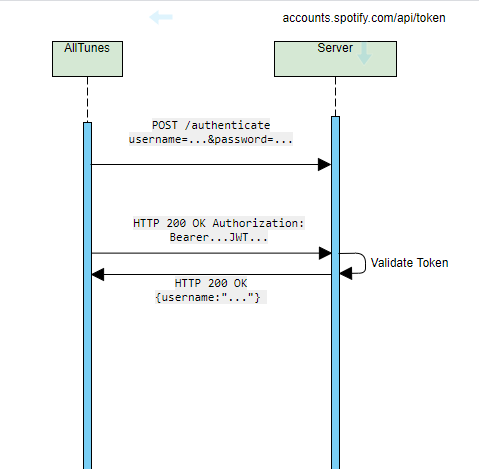 accounts.spotify.com/api/token
AllTunes
Server
POST /authenticate
username=...&password=...
HTTP 200 OK Authorization:
Bearer...JWT...
Validate Token
HTTP 200 OK
{username:"..."}